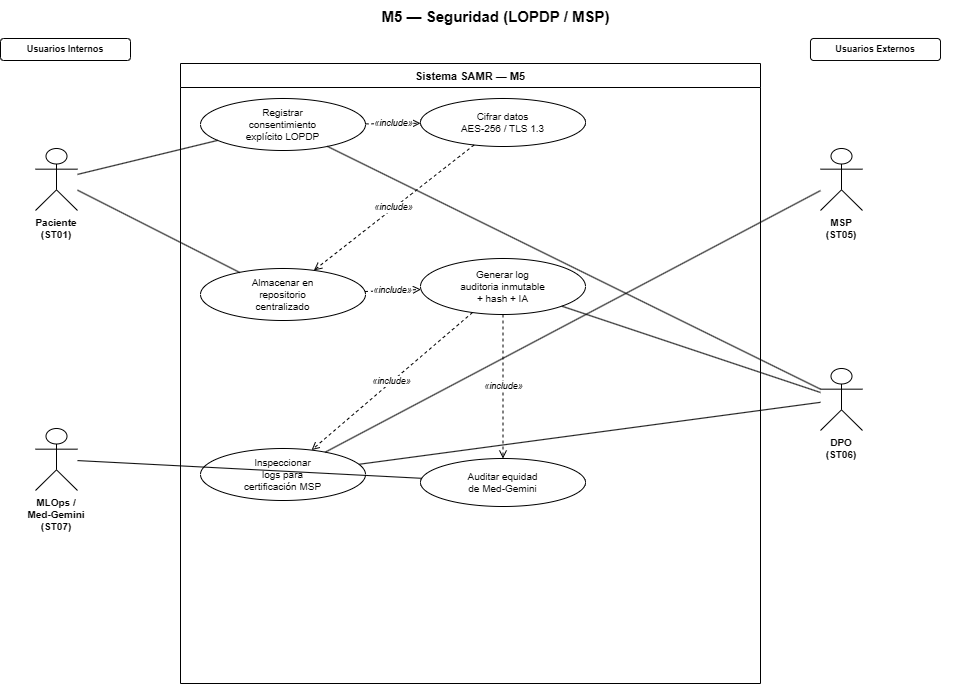 M5 — Seguridad (LOPDP / MSP)
Usuarios Internos
Usuarios Externos
Sistema SAMR — M5
Registrar
consentimiento
explícito LOPDP
«include»
Cifrar datos
AES-256 / TLS 1.3
Paciente
(ST01)
MSP
(ST05)
«include»
Almacenar en
repositorio
centralizado
«include»
Generar log
auditoria inmutable
+ hash + IA
«include»
«include»
DPO
(ST06)
Inspeccionar
logs para
certificación MSP
Auditar equidad
de Med-Gemini
MLOps /
Med-Gemini
(ST07)